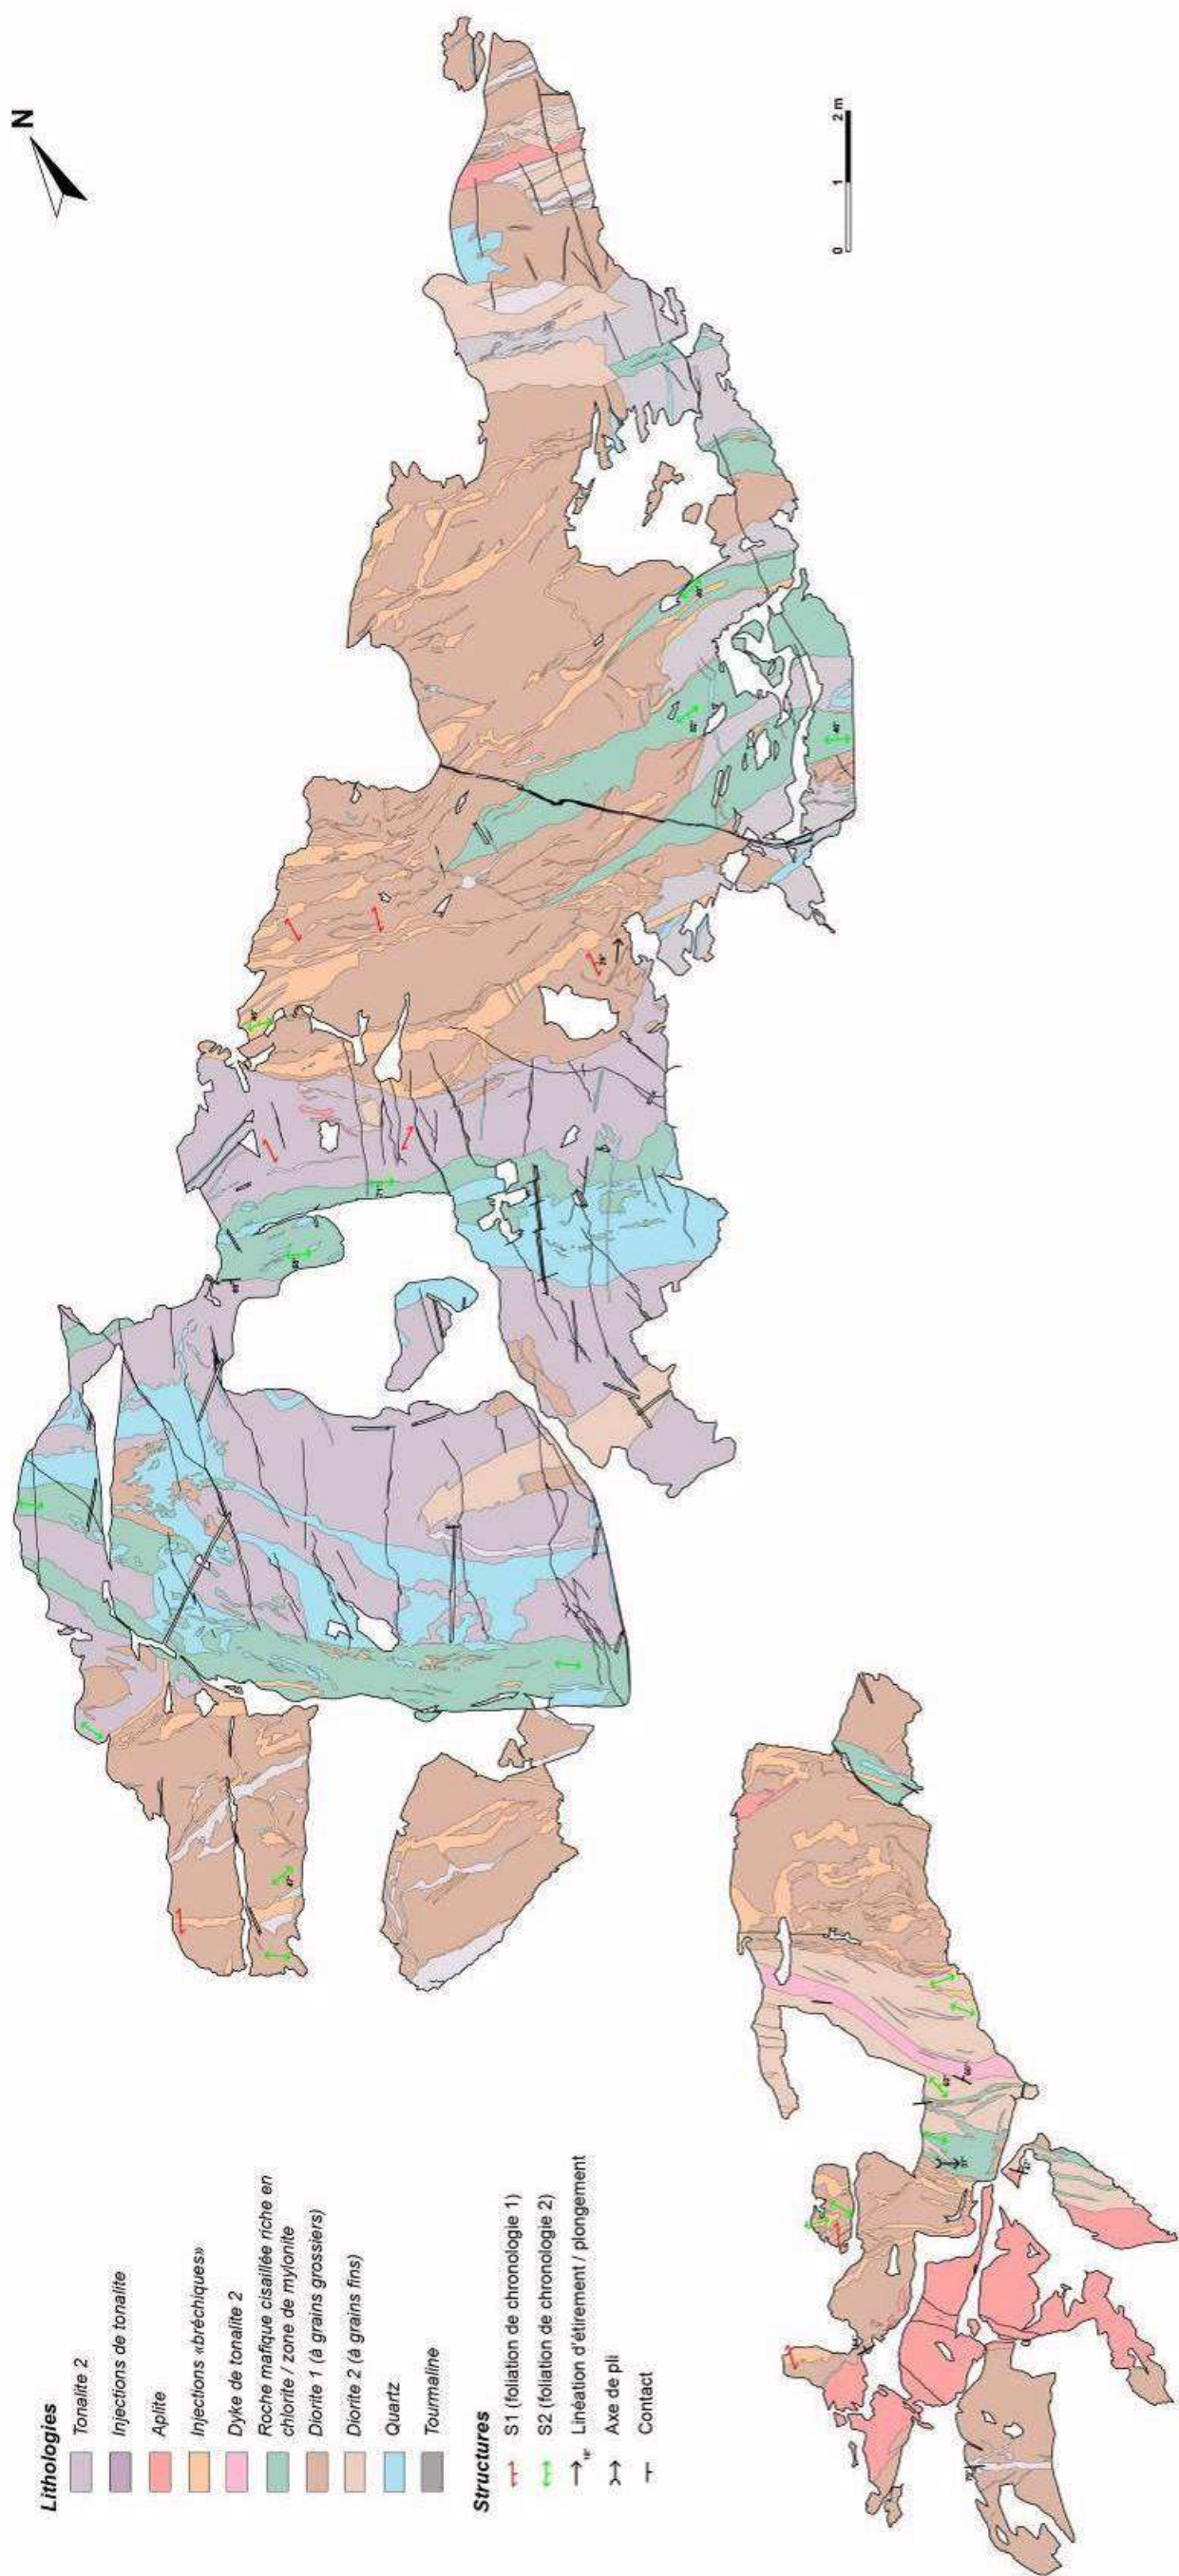 N
0 1 2 m
Lithologies
Tonalite 2
Injections de tonalite
Aplite
Injections «bréchiques»
Dyke de tonalite 2
Roche mafique cisaillée riche en
chlorite / zone de mylonite
Diorite 1 (à grains grossiers)
Diorite 2 (à grains fins)
Quartz
Tourmaline
Structures
S1 (foliation de chronologie 1)
S2 (foliation de chronologie 2)
Linéation d'étirement / plongement
Axe de pli
Contact